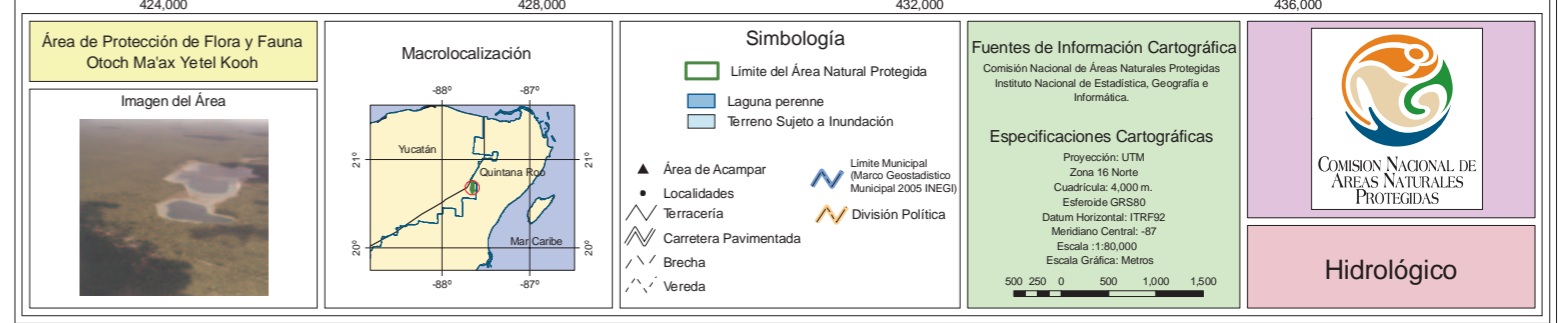 424,000 428,000 432,000 436,000
Área de Protección de Flora y Fauna
Otoch Ma'ax Yetel Kooh
Imagen del Área
Macrolocalización
-88º -87º
21º 21º
Yucatán
Quintana Roo
20º 20º
Mar Caribe
-88º -87º
Simbología
Límite del Área Natural Protegida
Laguna perenne
Terreno Sujeto a Inundación
Área de Acampar
Localidades
Terracería
Carretera Pavimentada
Brecha
Vereda
Límite Municipal
(Marco Geostadistico
Municipal 2005 INEGI)
División Política
Fuentes de Información Cartográfica
Comisión Nacional de Áreas Naturales Protegidas
Instituto Nacional de Estadística, Geografía e
Informática.
Especificaciones Cartográficas
Proyección: UTM
Zona 16 Norte
Cuadrícula: 4,000 m.
Esferoide GRS80
Datum Horizontal: ITRF92
Meridiano Central: -87
Escala :1:80,000
Escala Gráfica: Metros
500 250 0 500 1,000 1,500
COMISION NACIONAL DE
AREAS NATURALES
PROTEGIDAS
Hidrológico